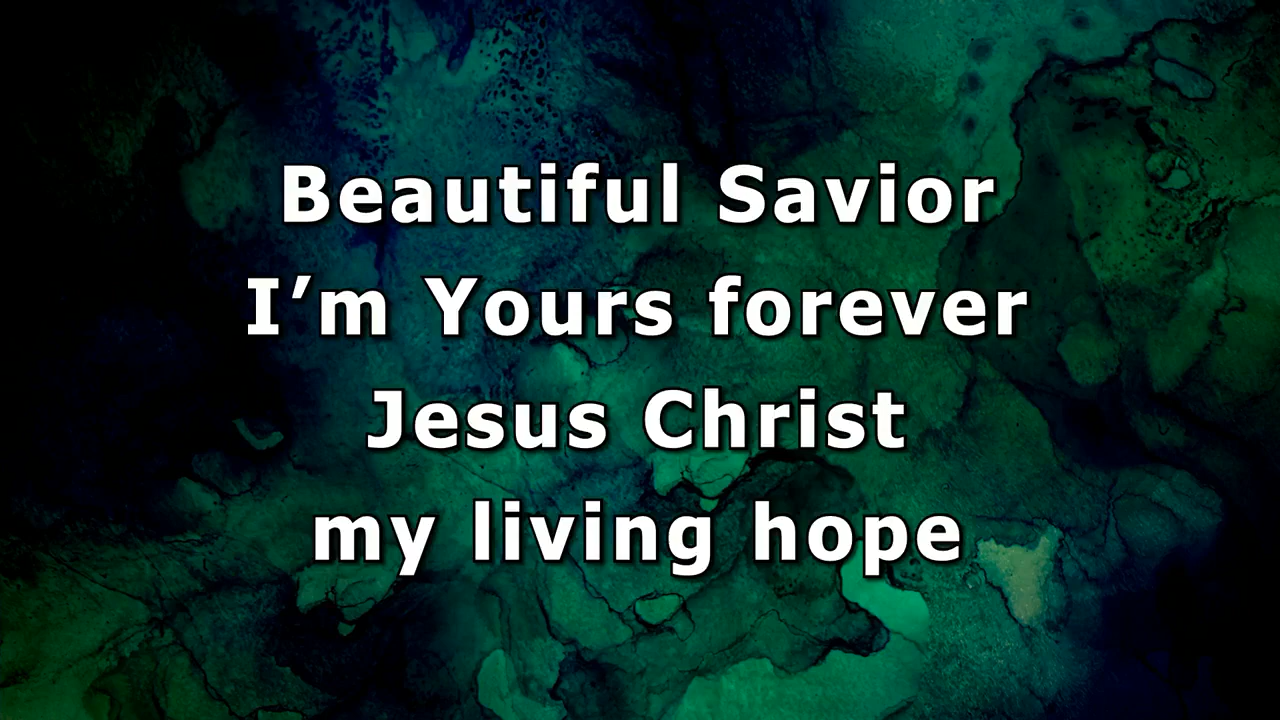 Beautiful Savior
I’m Yours forever
Jesus Christ
my living hope